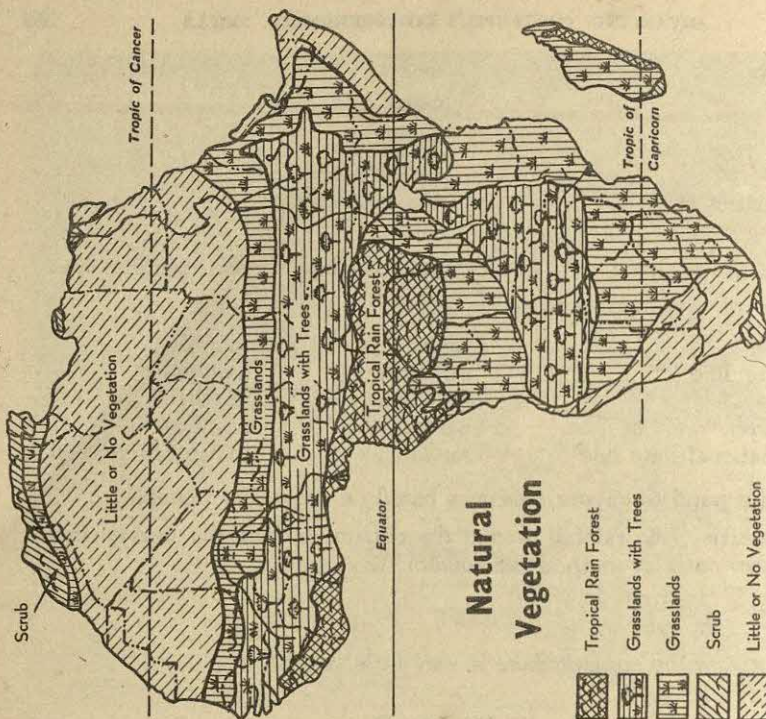 Tropic of Cancer
Scrub
Little or No Vegetation
Grasslands
Grasslands with Trees
Tropical Rain Forest
Equator
Tropic of
Capricorn
Natural
Vegetation
Tropical Rain Forest
Grasslands with Trees
Grasslands
Scrub
Little or No Vegetation